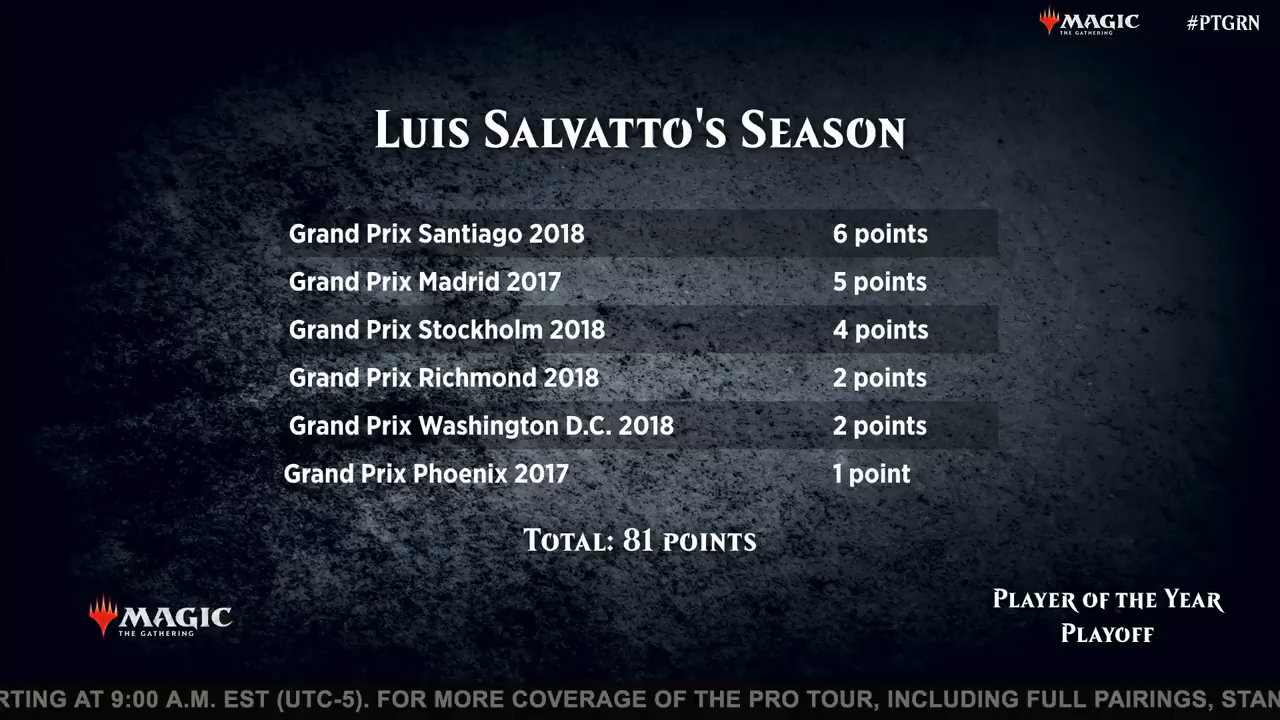 MAGIC
THE GATHERING
#PTGRN
LUIS SALVATTO'S SEASON
Grand Prix Santiago 2018 6 points
Grand Prix Madrid 2017 5 points
Grand Prix Stockholm 2018 4 points
Grand Prix Richmond 2018 2 points
Grand Prix Washington D.C. 2018 2 points
Grand Prix Phoenix 2017 1 point
TOTAL: 81 POINTS
MAGIC
THE GATHERING
PLAYER OF THE YEAR
PLAYOFF
RTING AT 9:00 A.M. EST (UTC-5). FOR MORE COVERAGE OF THE PRO TOUR, INCLUDING FULL PAIRINGS, STAN